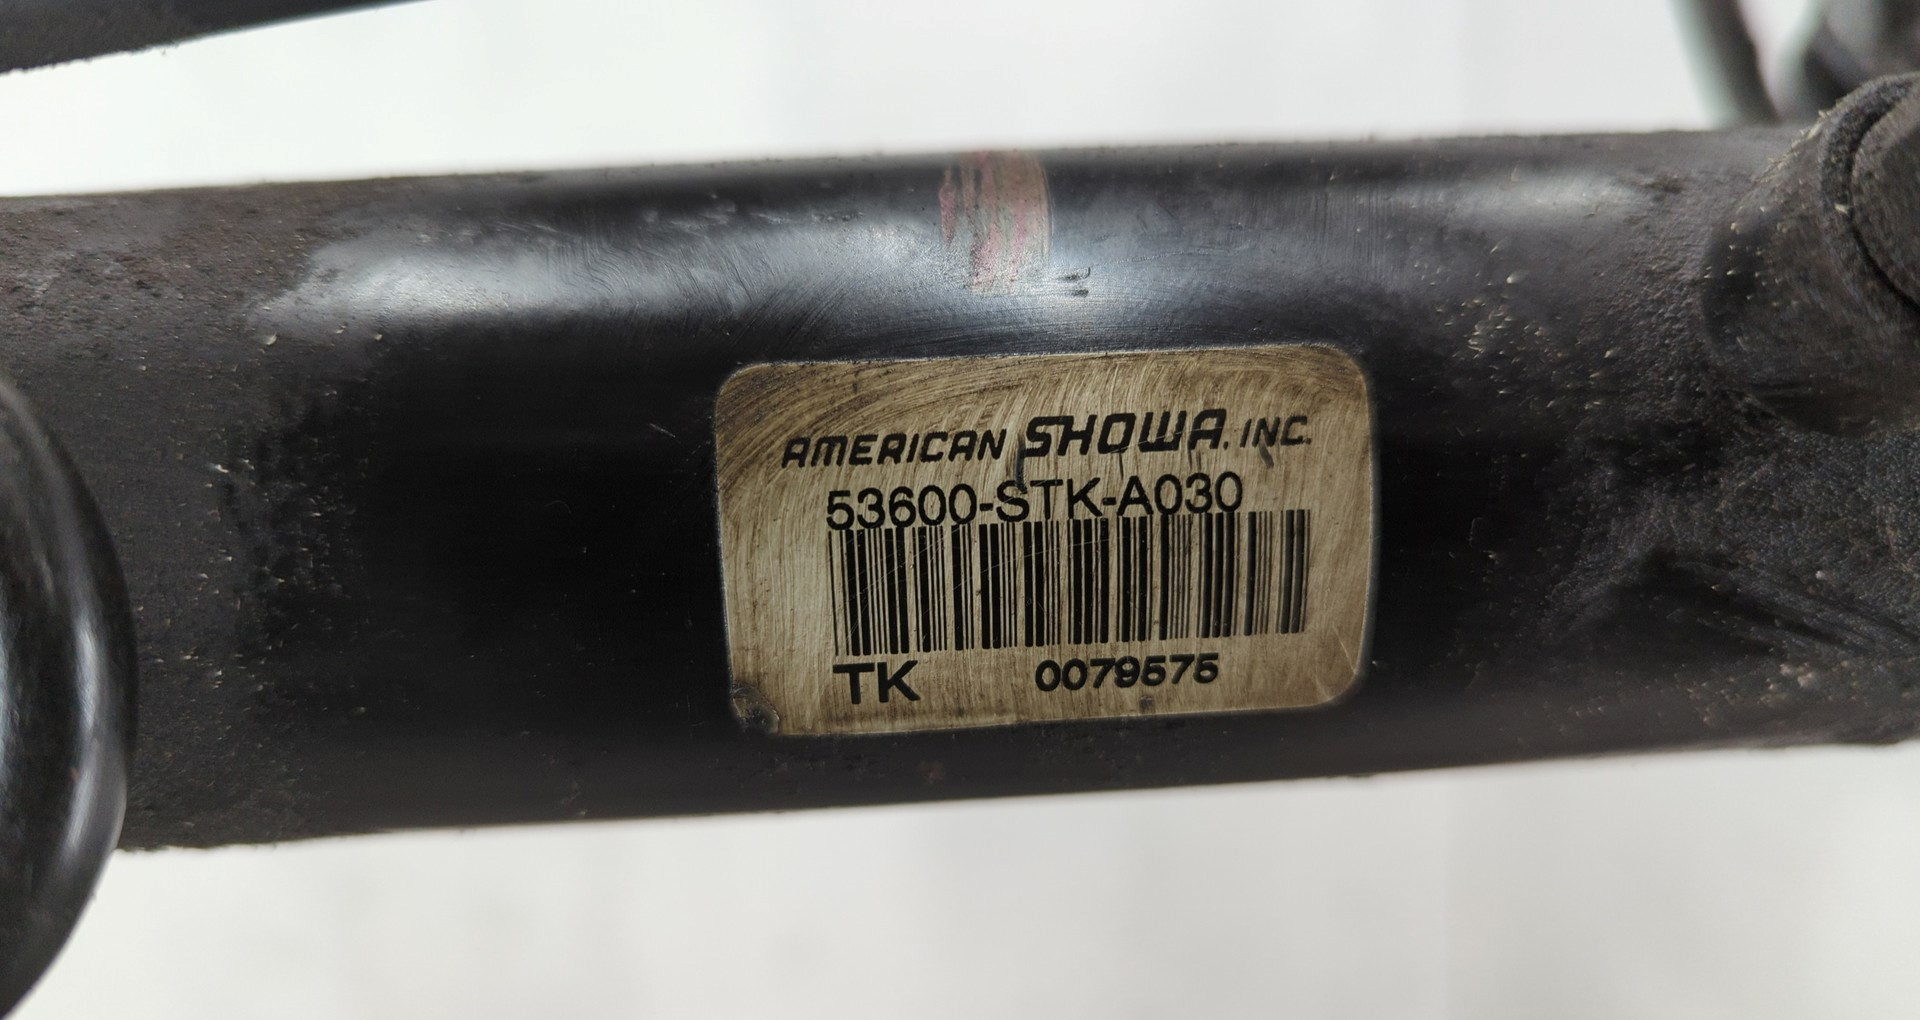 AMERICAN SHOWA, INC.
53600-STK-A030
TK 0079575